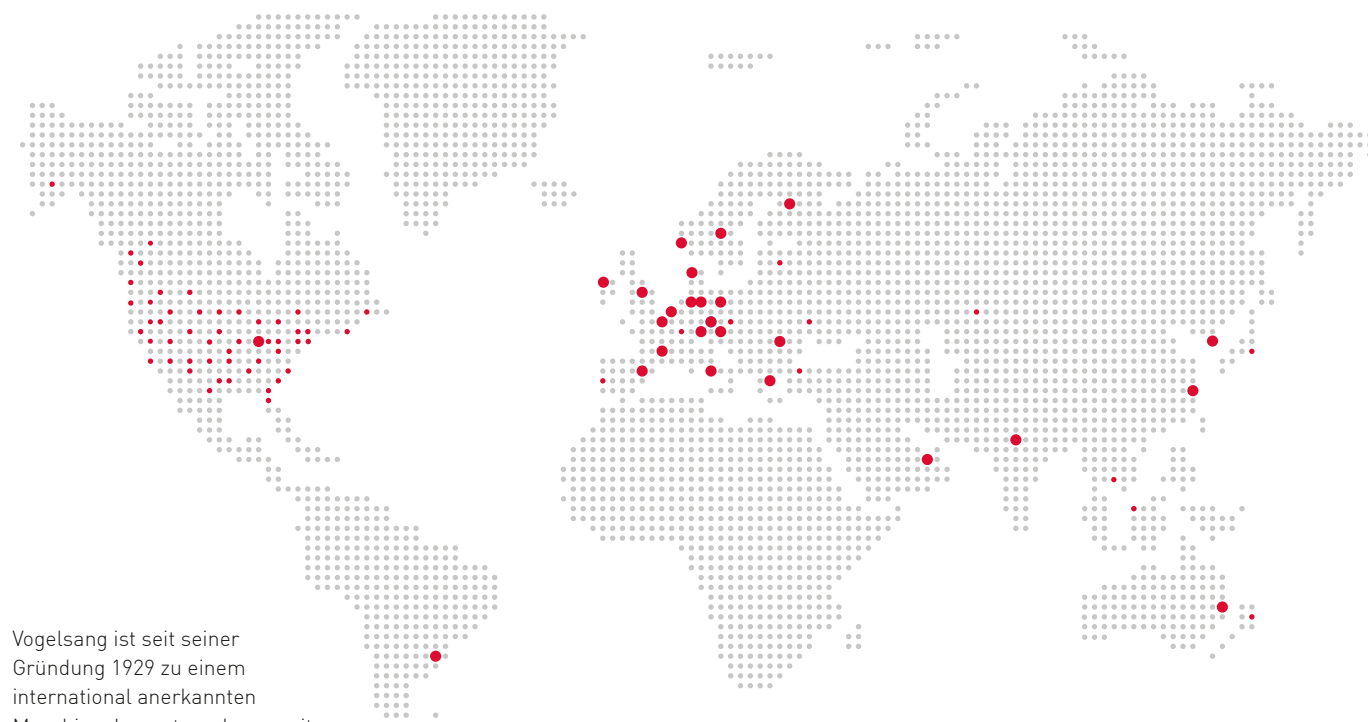 Vogelsang ist seit seiner
Gründung 1929 zu einem
international anerkannten